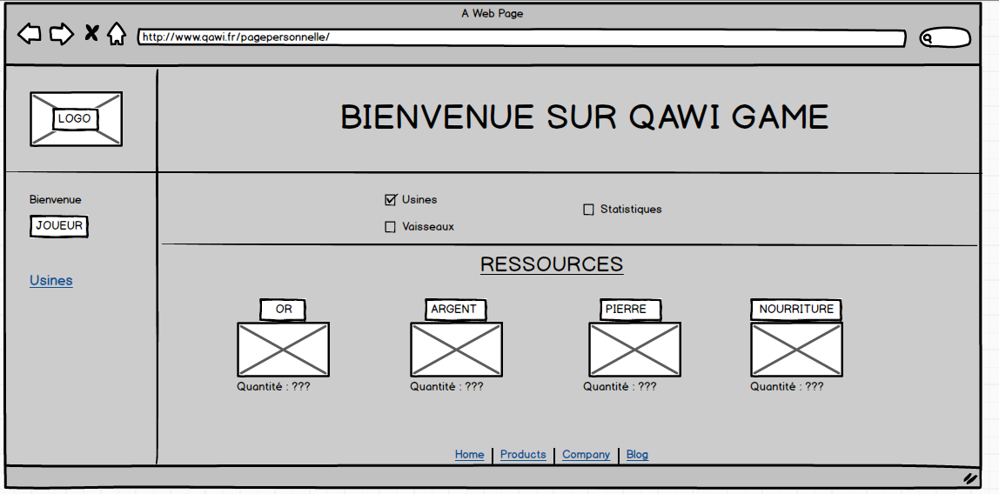 A Web Page
http://www.qawi.fr/pagepersonnelle/
LOGO
BIENVENUE SUR QAWI GAME
Bienvenue
JOUEUR
Usines
Usines
Vaisseaux
Statistiques
RESSOURCES
OR
ARGENT
PIERRE
NOURRITURE
Quantité : ???
Quantité : ???
Quantité : ???
Quantité : ???
Home
Products
Company
Blog